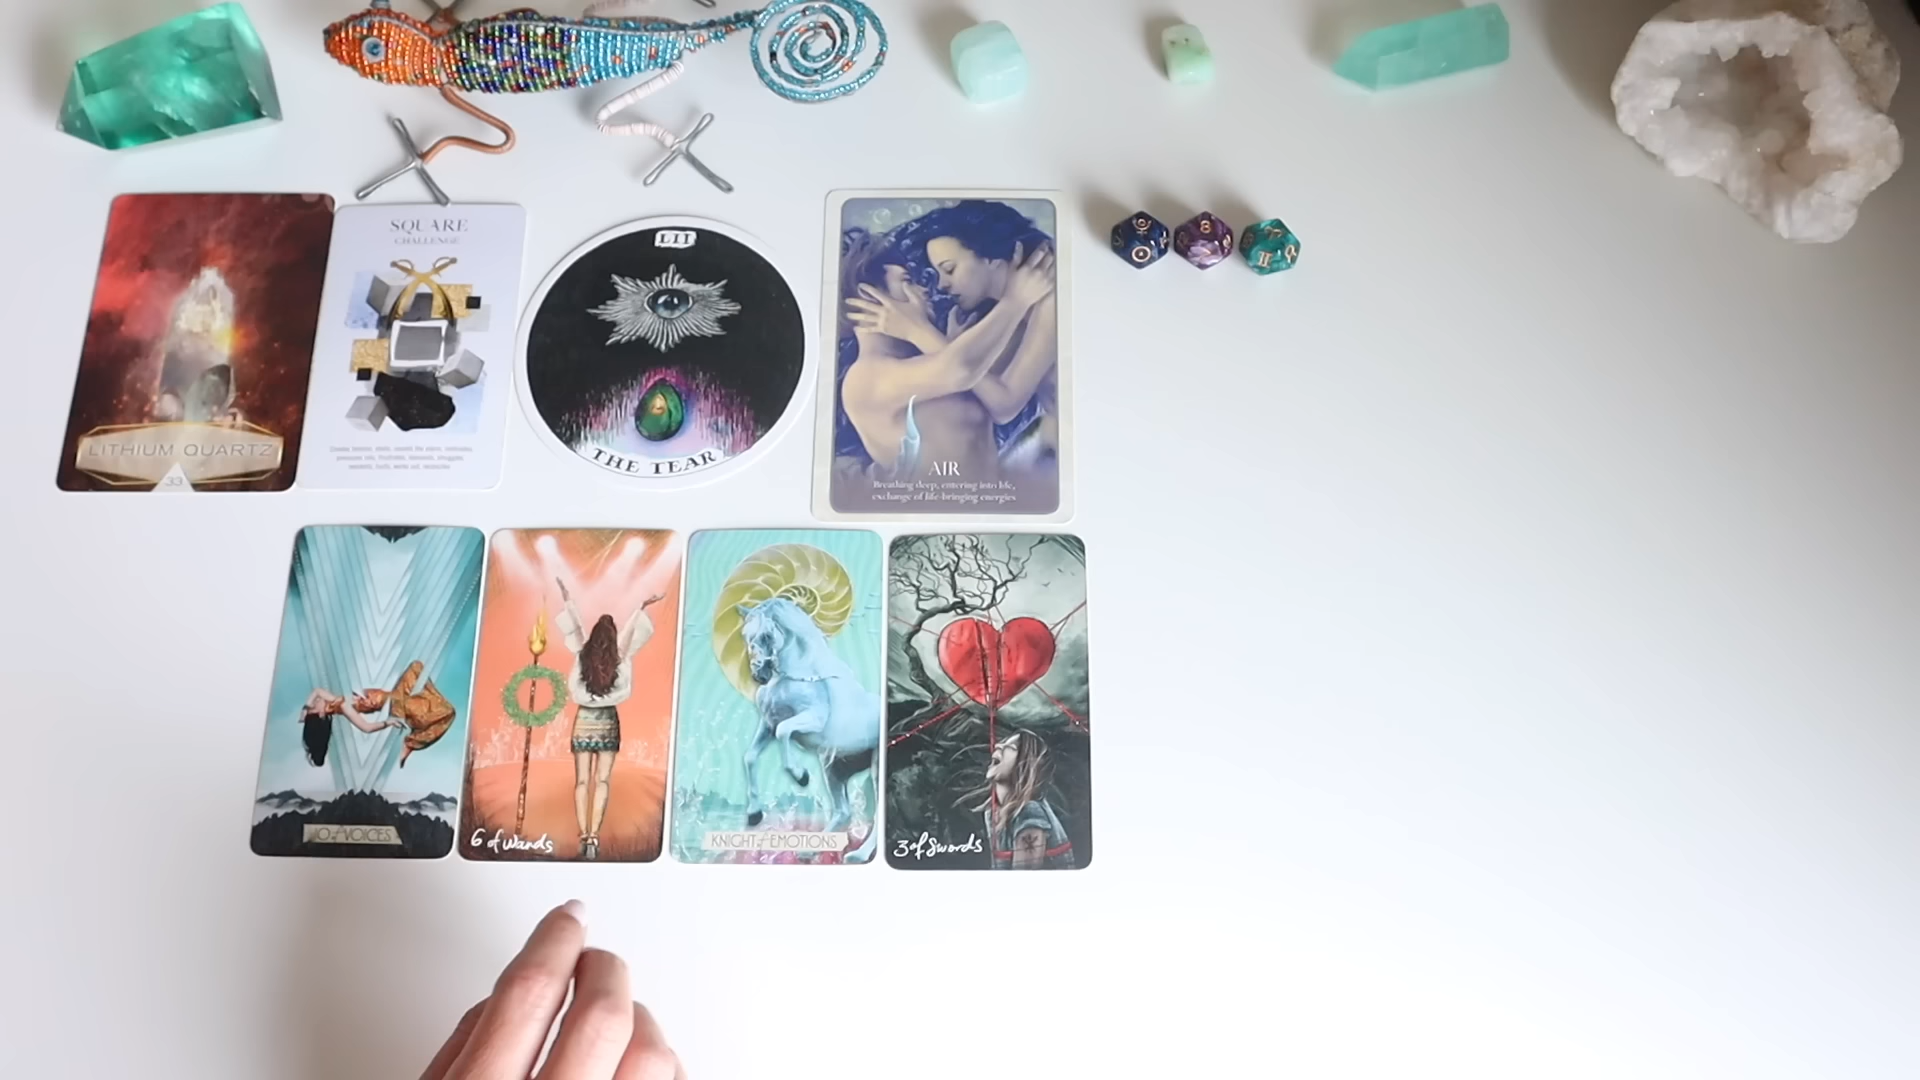 LITHIUM QUARTZ
33
SQUARE
CHALLENGE
LII
THE TEAR
AIR
Breathing deep, entering into life,
exchange of life-bringing energies
8
10 of VOICES
6 of Wands
KNIGHT of EMOTIONS
3 of Swords